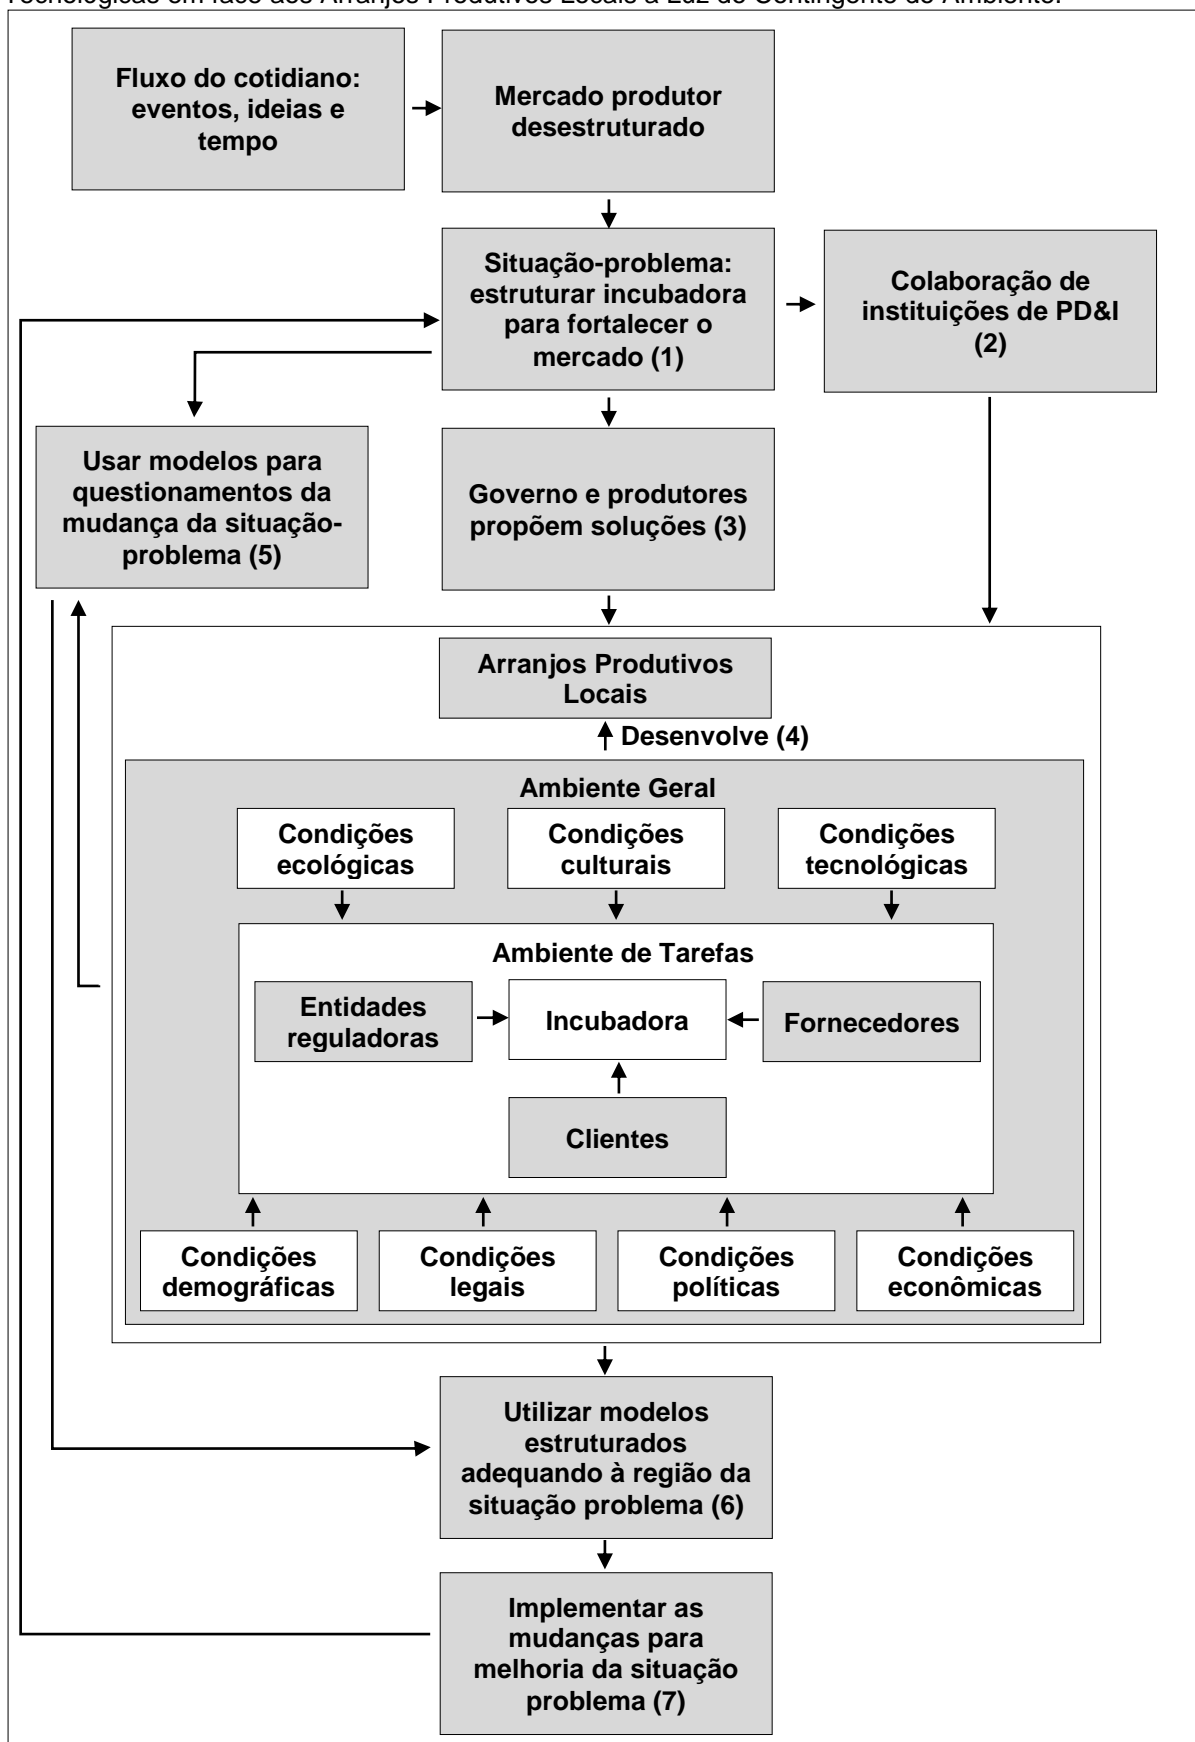 Tecnológicas em face aos Arranjos Produtivos Locais à Luz do Contingente do Ambiente.
Fluxo do cotidiano:
eventos, ideias e
tempo
Mercado produtor
desestruturado
Situação-problema:
estruturar incubadora
para fortalecer o
mercado (1)
Colaboração de
instituições de PD&I
(2)
Usar modelos para
questionamentos da
mudança da situação-
problema (5)
Governo e produtores
propõem soluções (3)
Arranjos Produtivos
Locais
Desenvolve (4)
Ambiente Geral
Condições
ecológicas
Condições
culturais
Condições
tecnológicas
Ambiente de Tarefas
Entidades
reguladoras
Incubadora
Fornecedores
Clientes
Condições
demográficas
Condições
legais
Condições
políticas
Condições
econômicas
Utilizar modelos
estruturados
adequando à região da
situação problema (6)
Implementar as
mudanças para
melhoria da situação
problema (7)